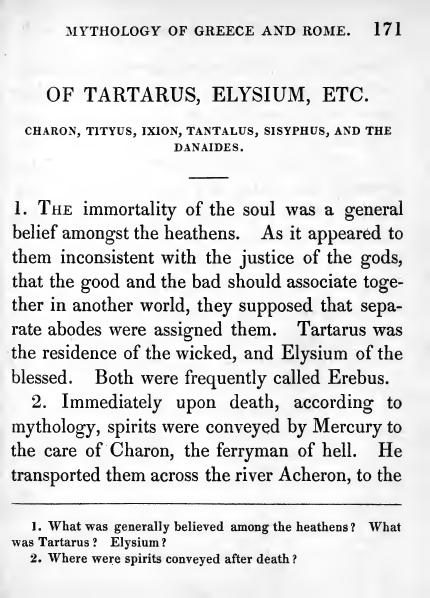 MYTHOLOGY OF GREECE AND ROME. 171
OF TARTARUS, ELYSIUM, ETC.
CHARON, TITYUS, IXION, TANTALUS, SISYPHUS, AND THE
DANAIDES.
1. THE immortality of the soul was a general
belief amongst the heathens. As it appeared to
them inconsistent with the justice of the gods,
that the good and the bad should associate toge-
ther in another world, they supposed that sepa-
rate abodes were assigned them. Tartarus was
the residence of the wicked, and Elysium of the
blessed. Both were frequently called Erebus.
2. Immediately upon death, according to
mythology, spirits were conveyed by Mercury to
the care of Charon, the ferryman of hell. He
transported them across the river Acheron, to the
1. What was generally believed among the heathens? What
was Tartarus? Elysium?
2. Where were spirits conveyed after death?